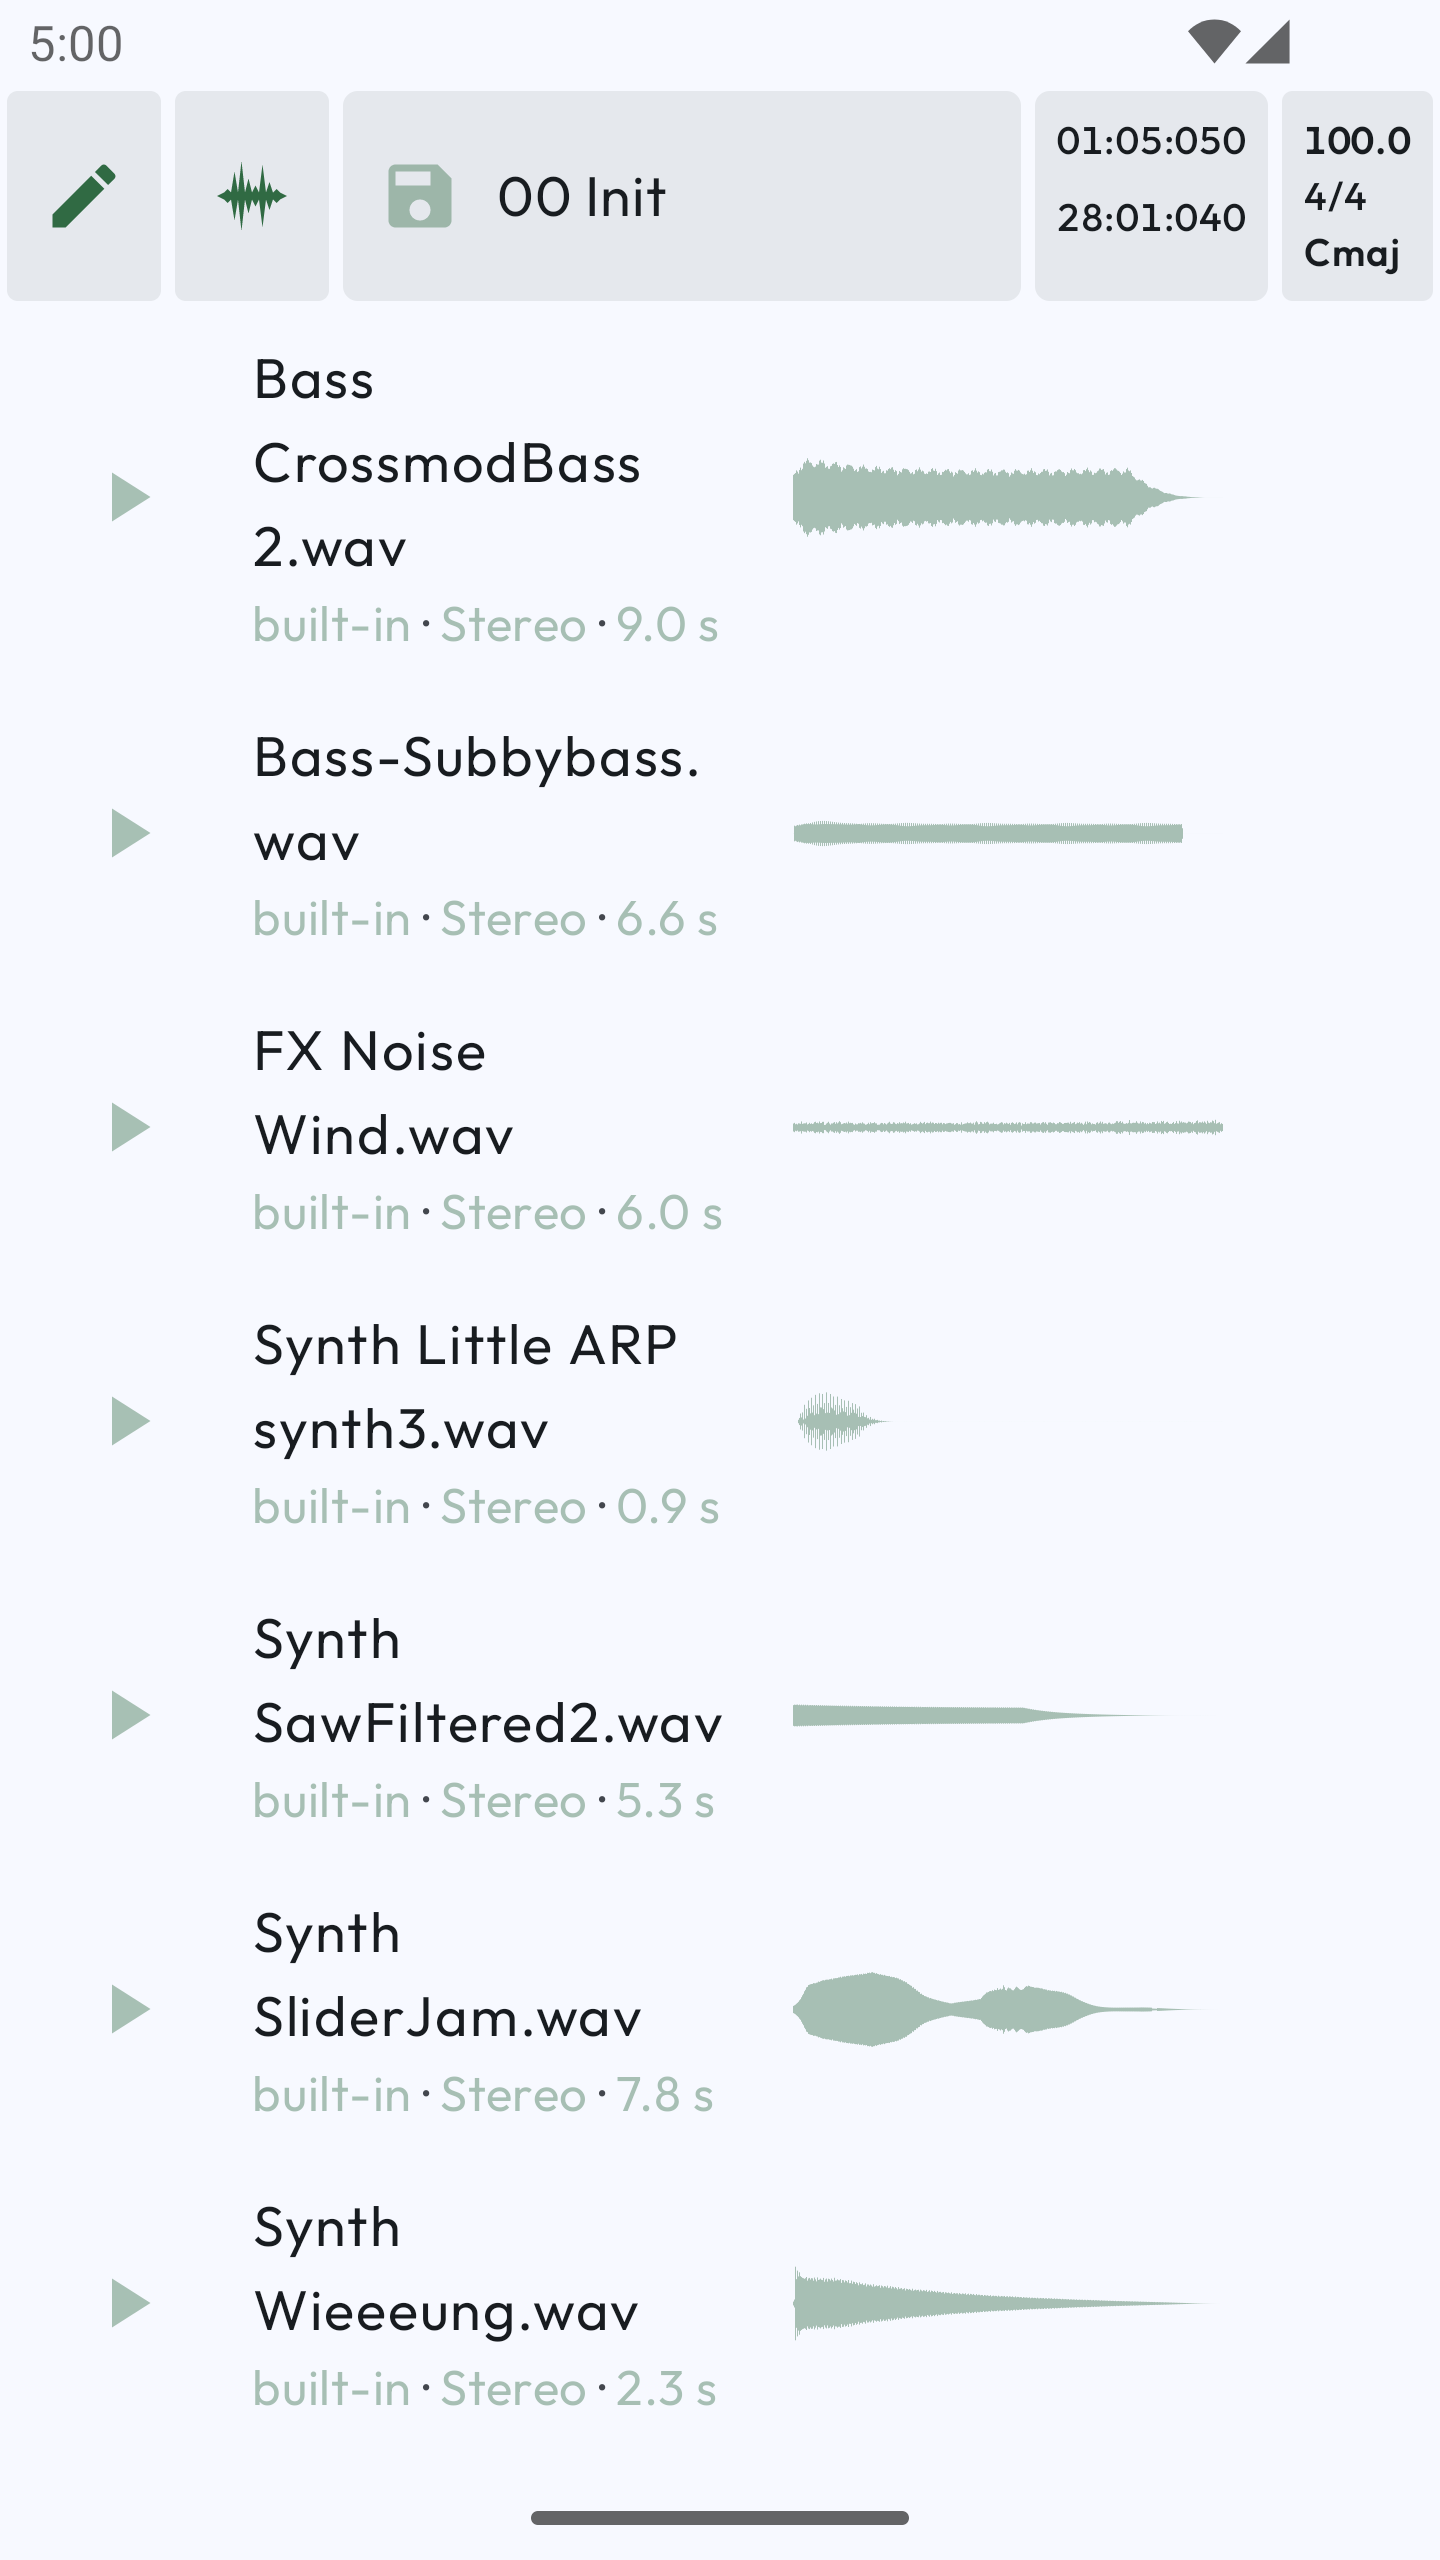 5:00
00 Init
01:05:050
28:01:040
100.0
4/4
Cmaj
Bass
CrossmodBass
2.wav
built-in · Stereo · 9.0 s
Bass-Subbybass.
wav
built-in · Stereo · 6.6 s
FX Noise
Wind.wav
built-in · Stereo · 6.0 s
Synth Little ARP
synth3.wav
built-in · Stereo · 0.9 s
Synth
SawFiltered2.wav
built-in · Stereo · 5.3 s
Synth
SliderJam.wav
built-in · Stereo · 7.8 s
Synth
Wieeeung.wav
built-in · Stereo · 2.3 s